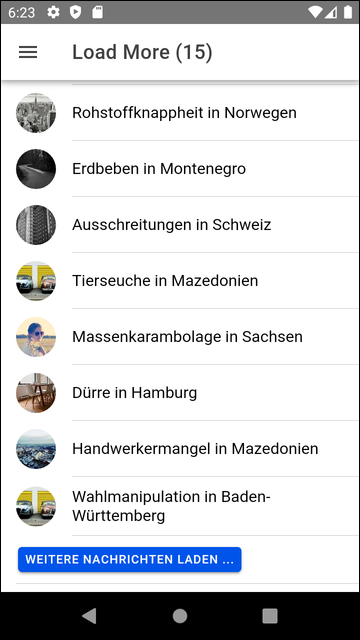 6:23
Load More (15)
Rohstoffknappheit in Norwegen
Erdbeben in Montenegro
Ausschreitungen in Schweiz
Tierseuche in Mazedonien
Massenkarambolage in Sachsen
Dürre in Hamburg
Handwerkermangel in Mazedonien
Wahlmanipulation in Baden-
Württemberg
WEITERE NACHRICHTEN LADEN ...